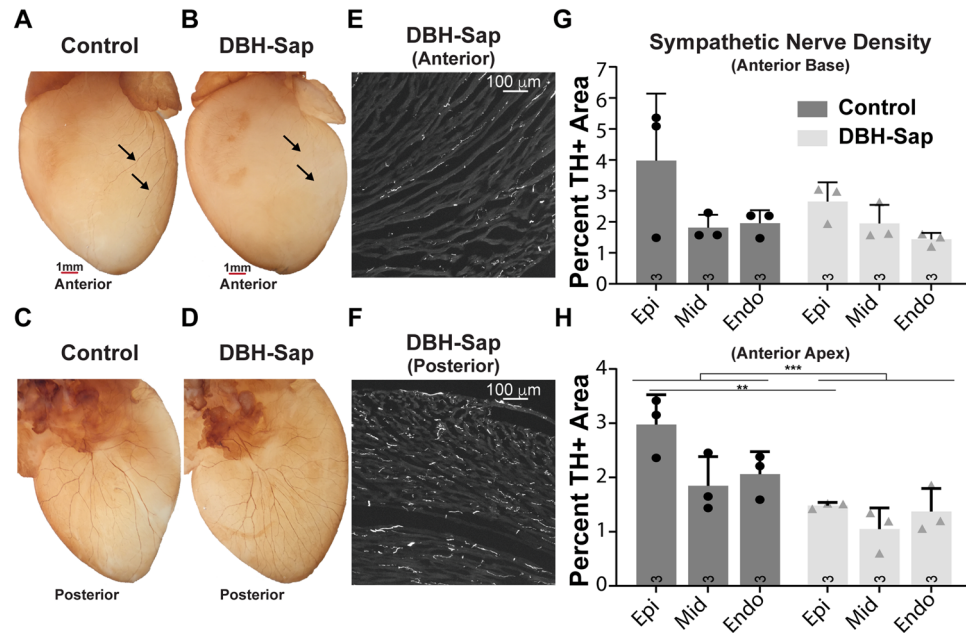 A
Control
1mm
Anterior
B
DBH-Sap
1mm
Anterior
C
Control
Posterior
D
DBH-Sap
Posterior
E
DBH-Sap
(Anterior)
100 μm
F
DBH-Sap
(Posterior)
100 μm
G
Sympathetic Nerve Density
(Anterior Base)
Control
DBH-Sap
Percent TH+ Area
7
6
5
4
3
2
1
0
3 3 3 3 3 3
Epi Mid Endo Epi Mid Endo
H
(Anterior Apex)
***
**
Percent TH+ Area
4
3
2
1
0
3 3 3 3 3 3
Epi Mid Endo Epi Mid Endo